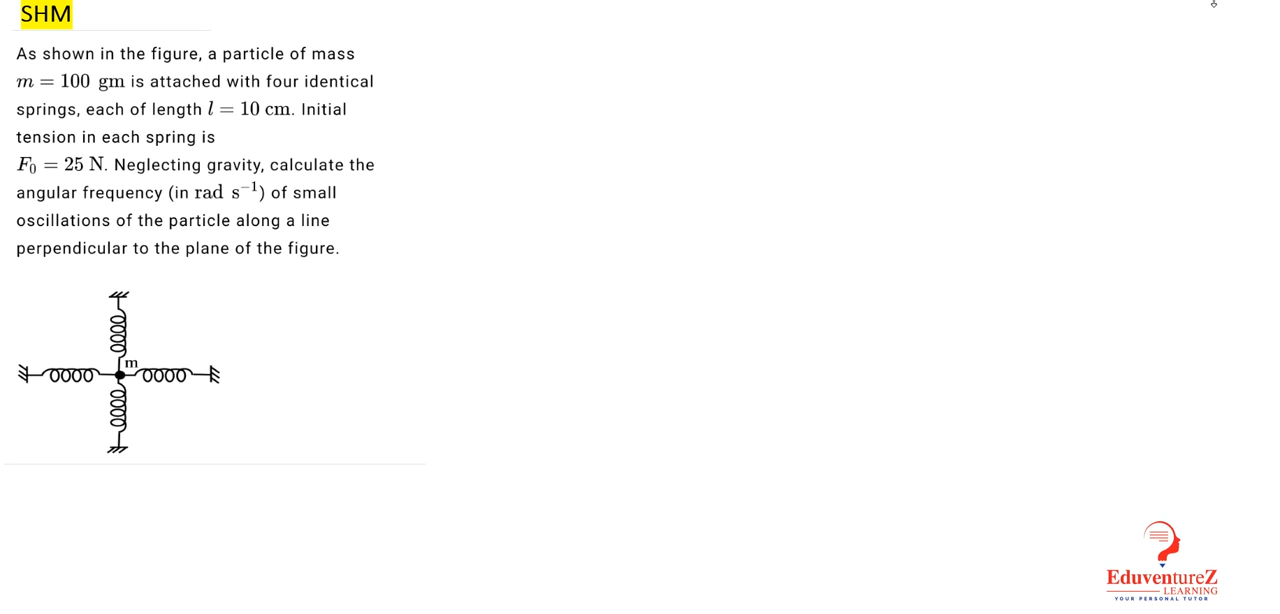 SHM
As shown in the figure, a particle of mass
m = 100 gm is attached with four identical
springs, each of length l = 10 cm. Initial
tension in each spring is
F₀ = 25 N. Neglecting gravity, calculate the
angular frequency (in rad s⁻¹) of small
oscillations of the particle along a line
perpendicular to the plane of the figure.
m
EduventureZ
LEARNING
YOUR PERSONAL TUTOR